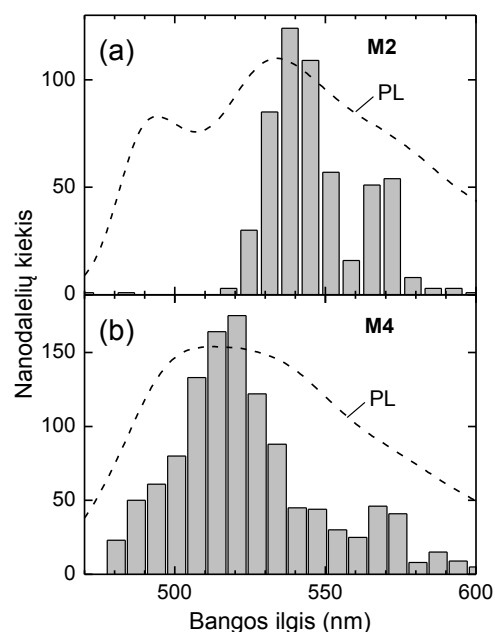 (a)
M2
100
PL
50
0
(b)
M4
150
PL
100
50
0
Nanodalelių kiekis
500
550
600
Bangos ilgis (nm)